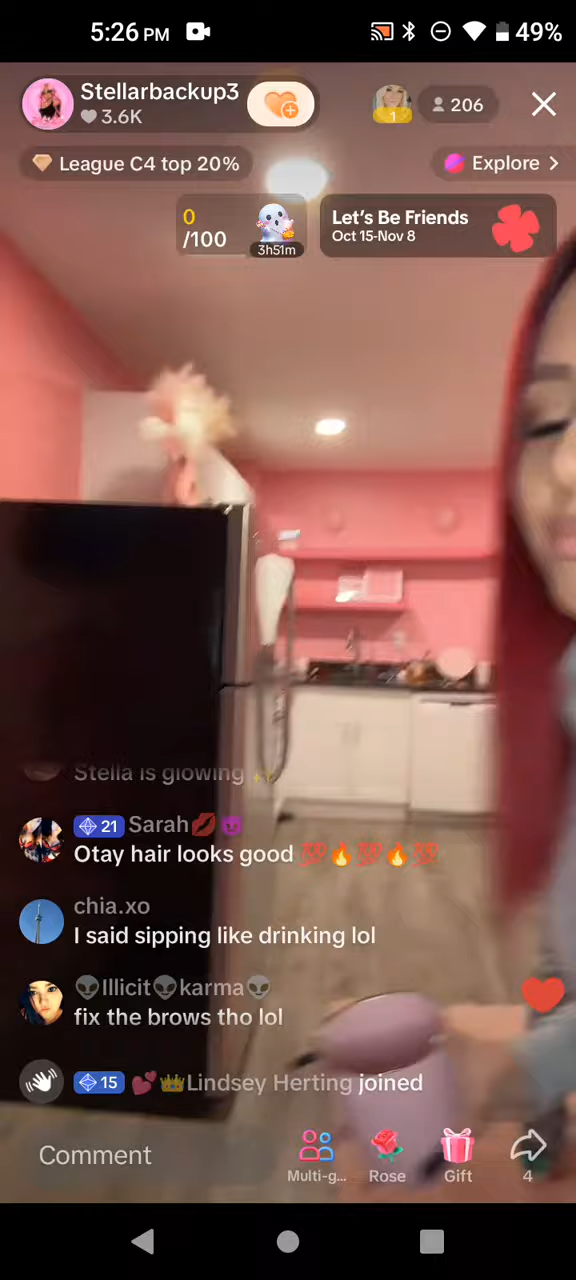 5:26 PM
49%
Stellarbackup3
3.6K
1
206
League C4 top 20%
Explore >
0
/100
3h51m
Let's Be Friends
Oct 15-Nov 8
Stella is glowing ✨
21 Sarah💋😈
Otay hair looks good 💯🔥💯🔥💯
chia.xo
I said sipping like drinking lol
👽Illicit👽karma👽
fix the brows tho lol
15 💕👑Lindsey Herting joined
Comment
Multi-g...
Rose
Gift
4